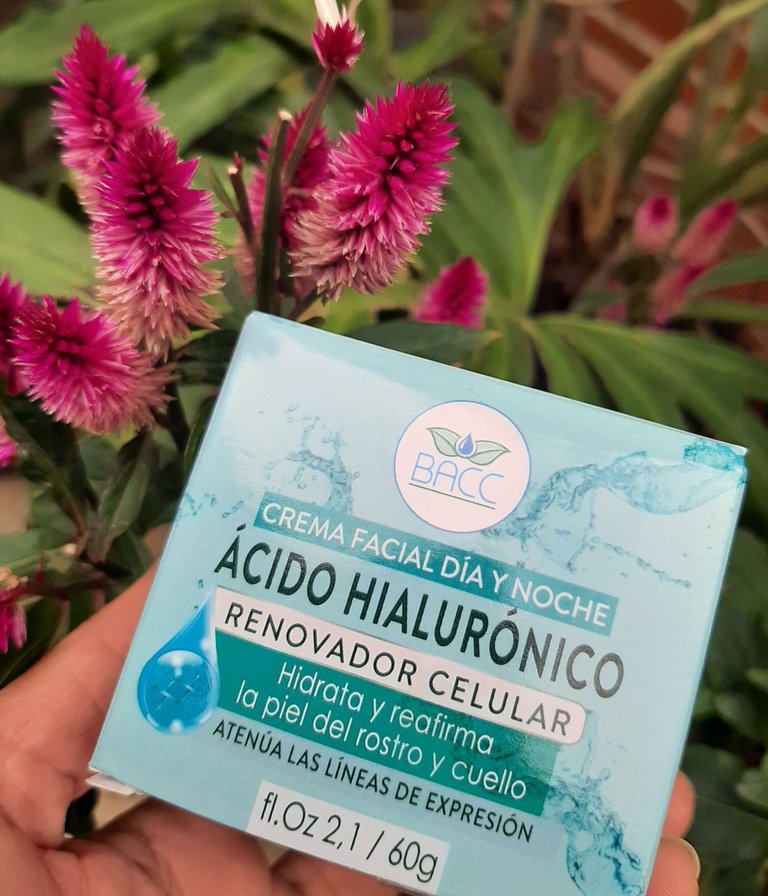 BACC
CREMA FACIAL DÍA Y NOCHE
ÁCIDO HIALURÓNICO
RENOVADOR CELULAR
Hidrata y reafirma
la piel del rostro y cuello
ATENÚA LAS LÍNEAS DE EXPRESIÓN
fl.Oz 2,1 / 60g